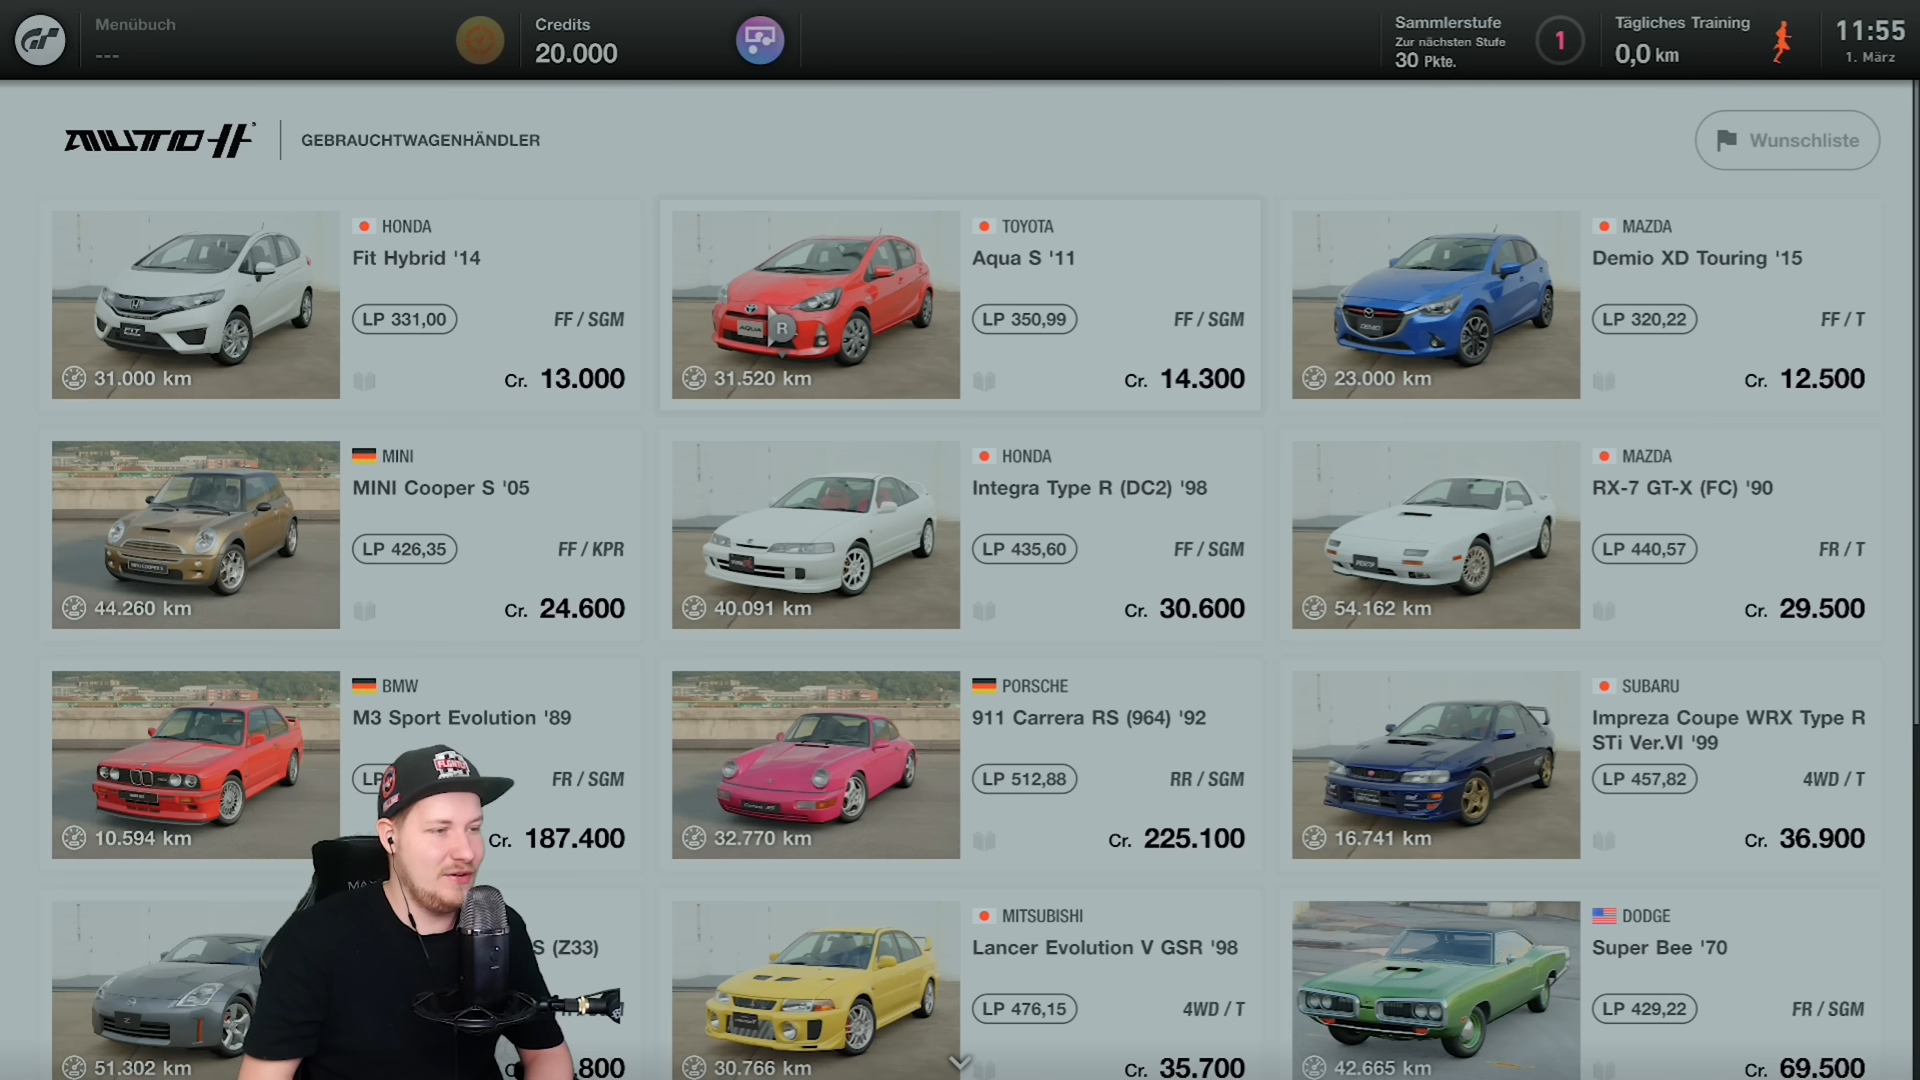 Menübuch
---
Credits
20.000
Sammlerstufe
Zur nächsten Stufe
30 Pkte.
1
Tägliches Training
0,0 km
11:55
1. März
AUTO
GEBRAUCHTWAGENHÄNDLER
Wunschliste
HONDA
Fit Hybrid '14
LP 331,00
FF / SGM
31.000 km
Cr. 13.000
TOYOTA
Aqua S '11
LP 350,99
FF / SGM
AQUA
R
31.520 km
Cr. 14.300
MAZDA
Demio XD Touring '15
LP 320,22
FF / T
DEMIO
23.000 km
Cr. 12.500
MINI
MINI Cooper S '05
LP 426,35
FF / KPR
44.260 km
Cr. 24.600
HONDA
Integra Type R (DC2) '98
LP 435,60
FF / SGM
40.091 km
Cr. 30.600
MAZDA
RX-7 GT-X (FC) '90
LP 440,57
FR / T
54.162 km
Cr. 29.500
BMW
M3 Sport Evolution '89
LP
FR / SGM
10.594 km
Cr. 187.400
PORSCHE
911 Carrera RS (964) '92
LP 512,88
RR / SGM
Carrera RS
32.770 km
Cr. 225.100
SUBARU
Impreza Coupe WRX Type R
STi Ver.VI '99
LP 457,82
4WD / T
16.741 km
Cr. 36.900
S (Z33)
51.302 km
.800
MITSUBISHI
Lancer Evolution V GSR '98
LP 476,15
4WD / T
30.766 km
Cr. 35.700
DODGE
Super Bee '70
LP 429,22
FR / SGM
42.665 km
Cr. 69.500